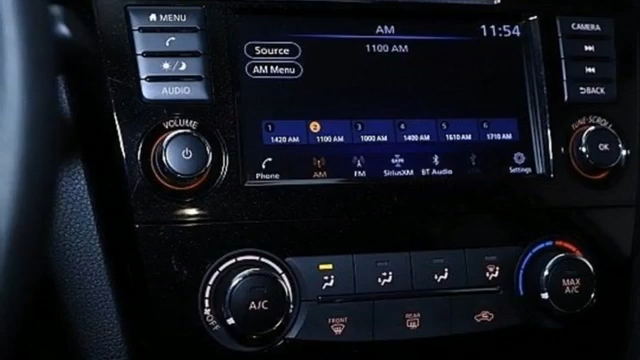 MENU
AUDIO
VOLUME
AM
11:54
Source
1100 AM
AM Menu
1 2 3 4 5 6
1420 AM 1100 AM 1000 AM 1400 AM 1610 AM 1710 AM
Phone AM FM SiriusXM BT Audio Settings
CAMERA
BACK
TUNE·SCROLL
OK
OFF
A/C
MAX
A/C
FRONT
REAR